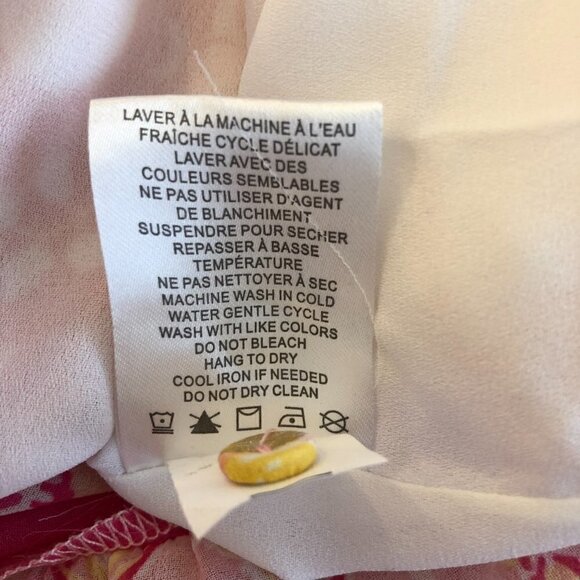 LAVER À LA MACHINE À L'EAU
FRAÎCHE CYCLE DÉLICAT
LAVER AVEC DES
COULEURS SEMBLABLES
NE PAS UTILISER D'AGENT
DE BLANCHIMENT
SUSPENDRE POUR SECHER
REPASSER À BASSE
TEMPÉRATURE
NE PAS NETTOYER À SEC
MACHINE WASH IN COLD
WATER GENTLE CYCLE
WASH WITH LIKE COLORS
DO NOT BLEACH
HANG TO DRY
COOL IRON IF NEEDED
DO NOT DRY CLEAN